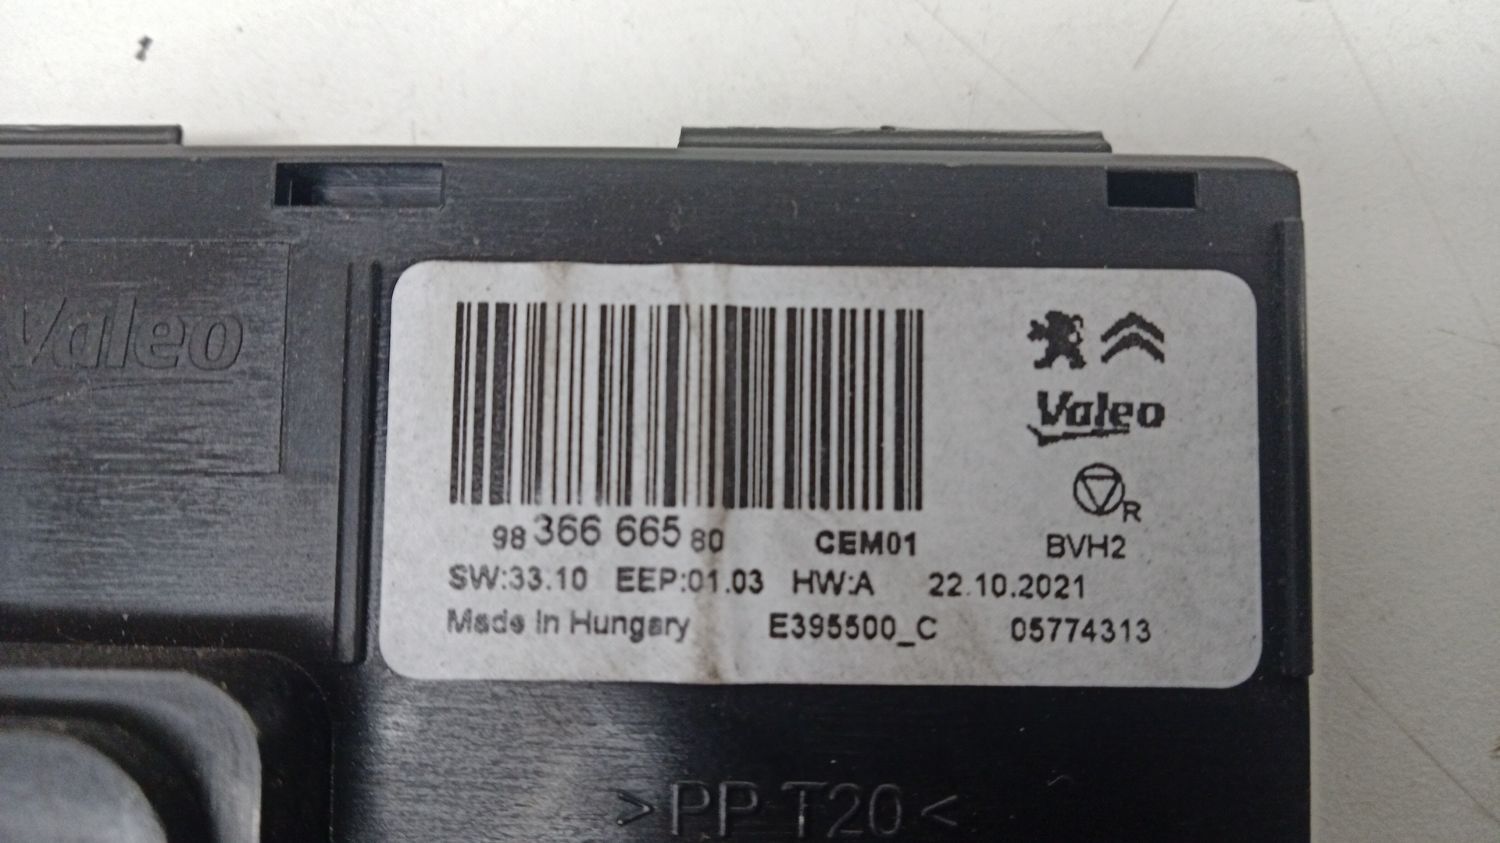 Valeo
Valeo
R
98 366 665 80 CEM01 BVH2
SW:33.10 EEP:01.03 HW:A 22.10.2021
Made In Hungary E395500_C 05774313
>PP T20<